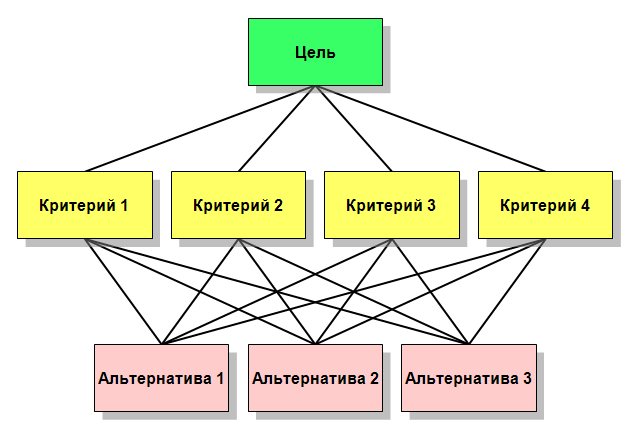 Цель
Критерий 1
Критерий 2
Критерий 3
Критерий 4
Альтернатива 1
Альтернатива 2
Альтернатива 3